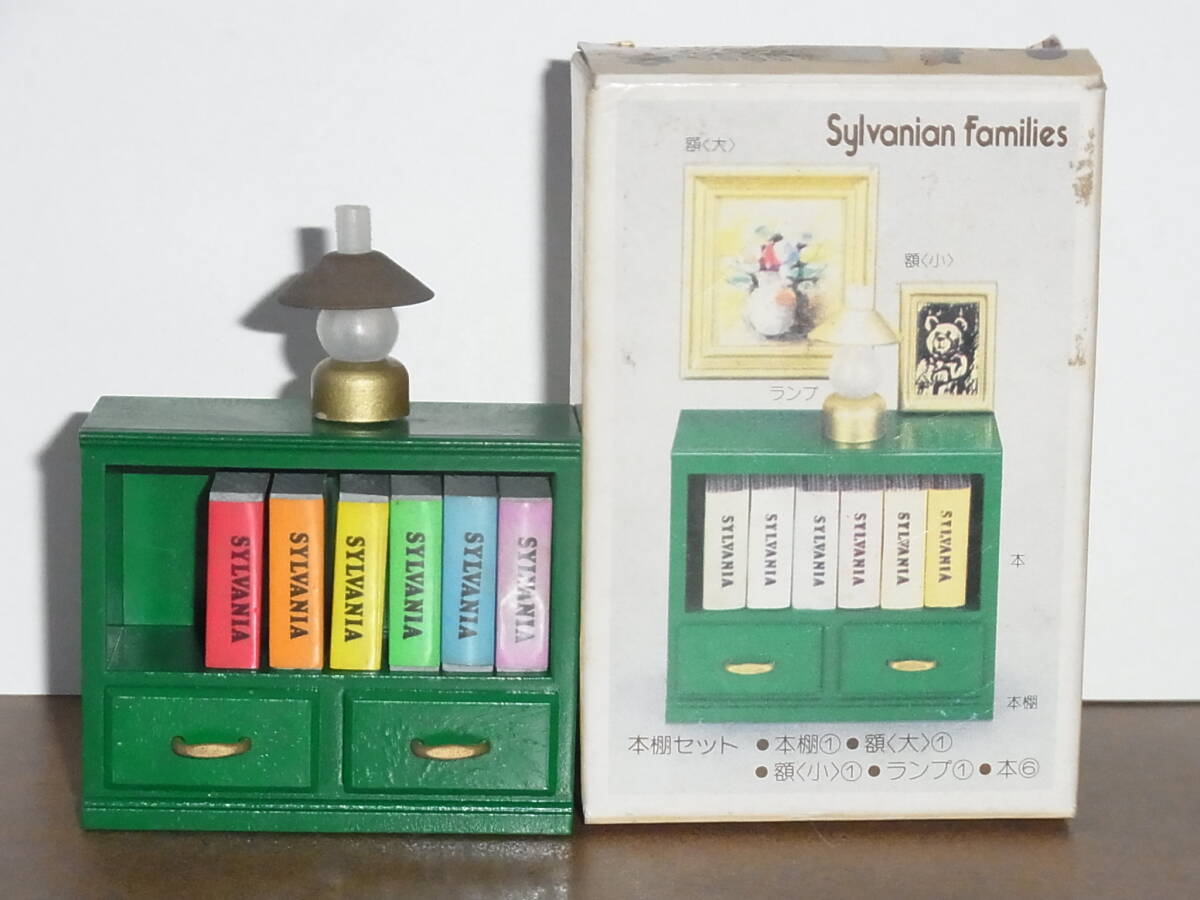 SYLVANIA
SYLVANIA
SYLVANIA
SYLVANIA
SYLVANIA
SYLVANIA
Sylvanian Families
額〈大〉
額〈小〉
ランプ
SYLVANIA
SYLVANIA
SYLVANIA
SYLVANIA
SYLVANIA
SYLVANIA
本
本棚
本棚セット ●本棚①●額〈大〉①
●額〈小〉①●ランプ①●本⑥